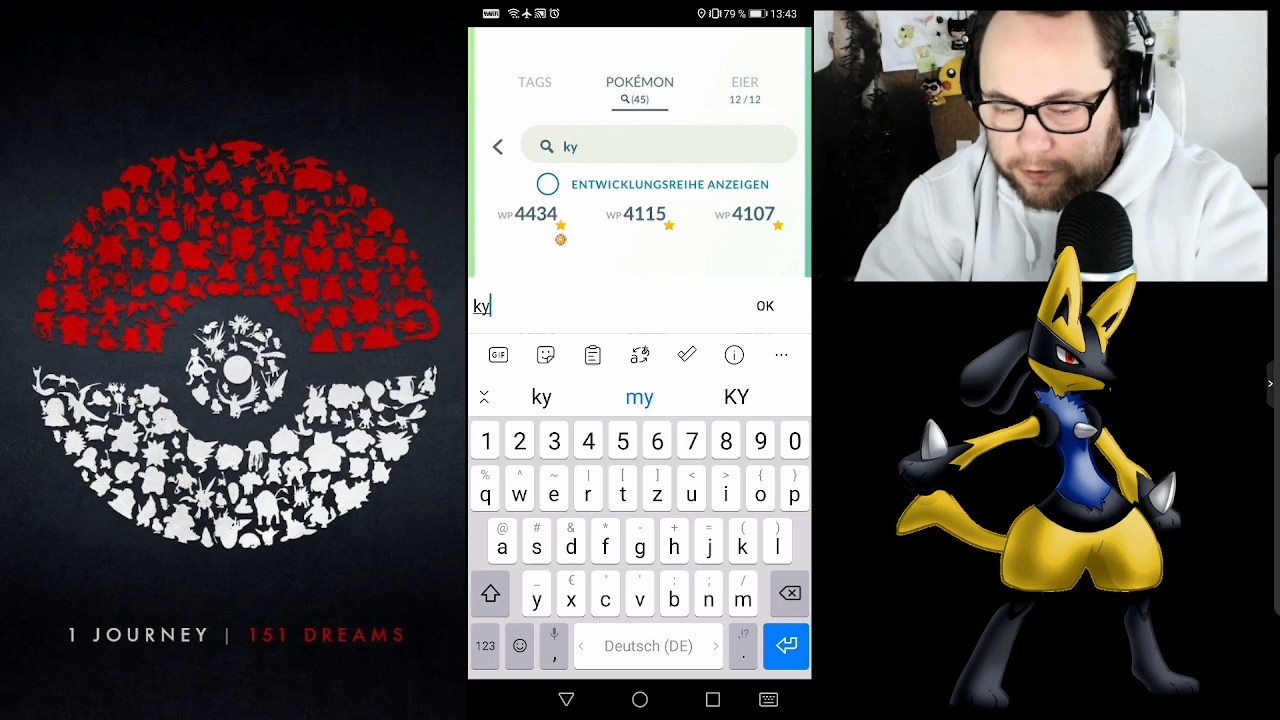 1 JOURNEY | 151 DREAMS
VoWiFi
79 % 13:43
TAGS POKÉMON EIER
(45) 12 / 12
ky
ENTWICKLUNGSREIHE ANZEIGEN
WP 4434 WP 4115 WP 4107
ky OK
GIF
ky my KY
1 2 3 4 5 6 7 8 9 0
% ^ ~ | [ ] < > { }
q w e r t z u i o p
@ # & * - + = ( )
a s d f g h j k l
_ € " ' : ; /
y x c v b n m
123 , < Deutsch (DE) > ,!? .